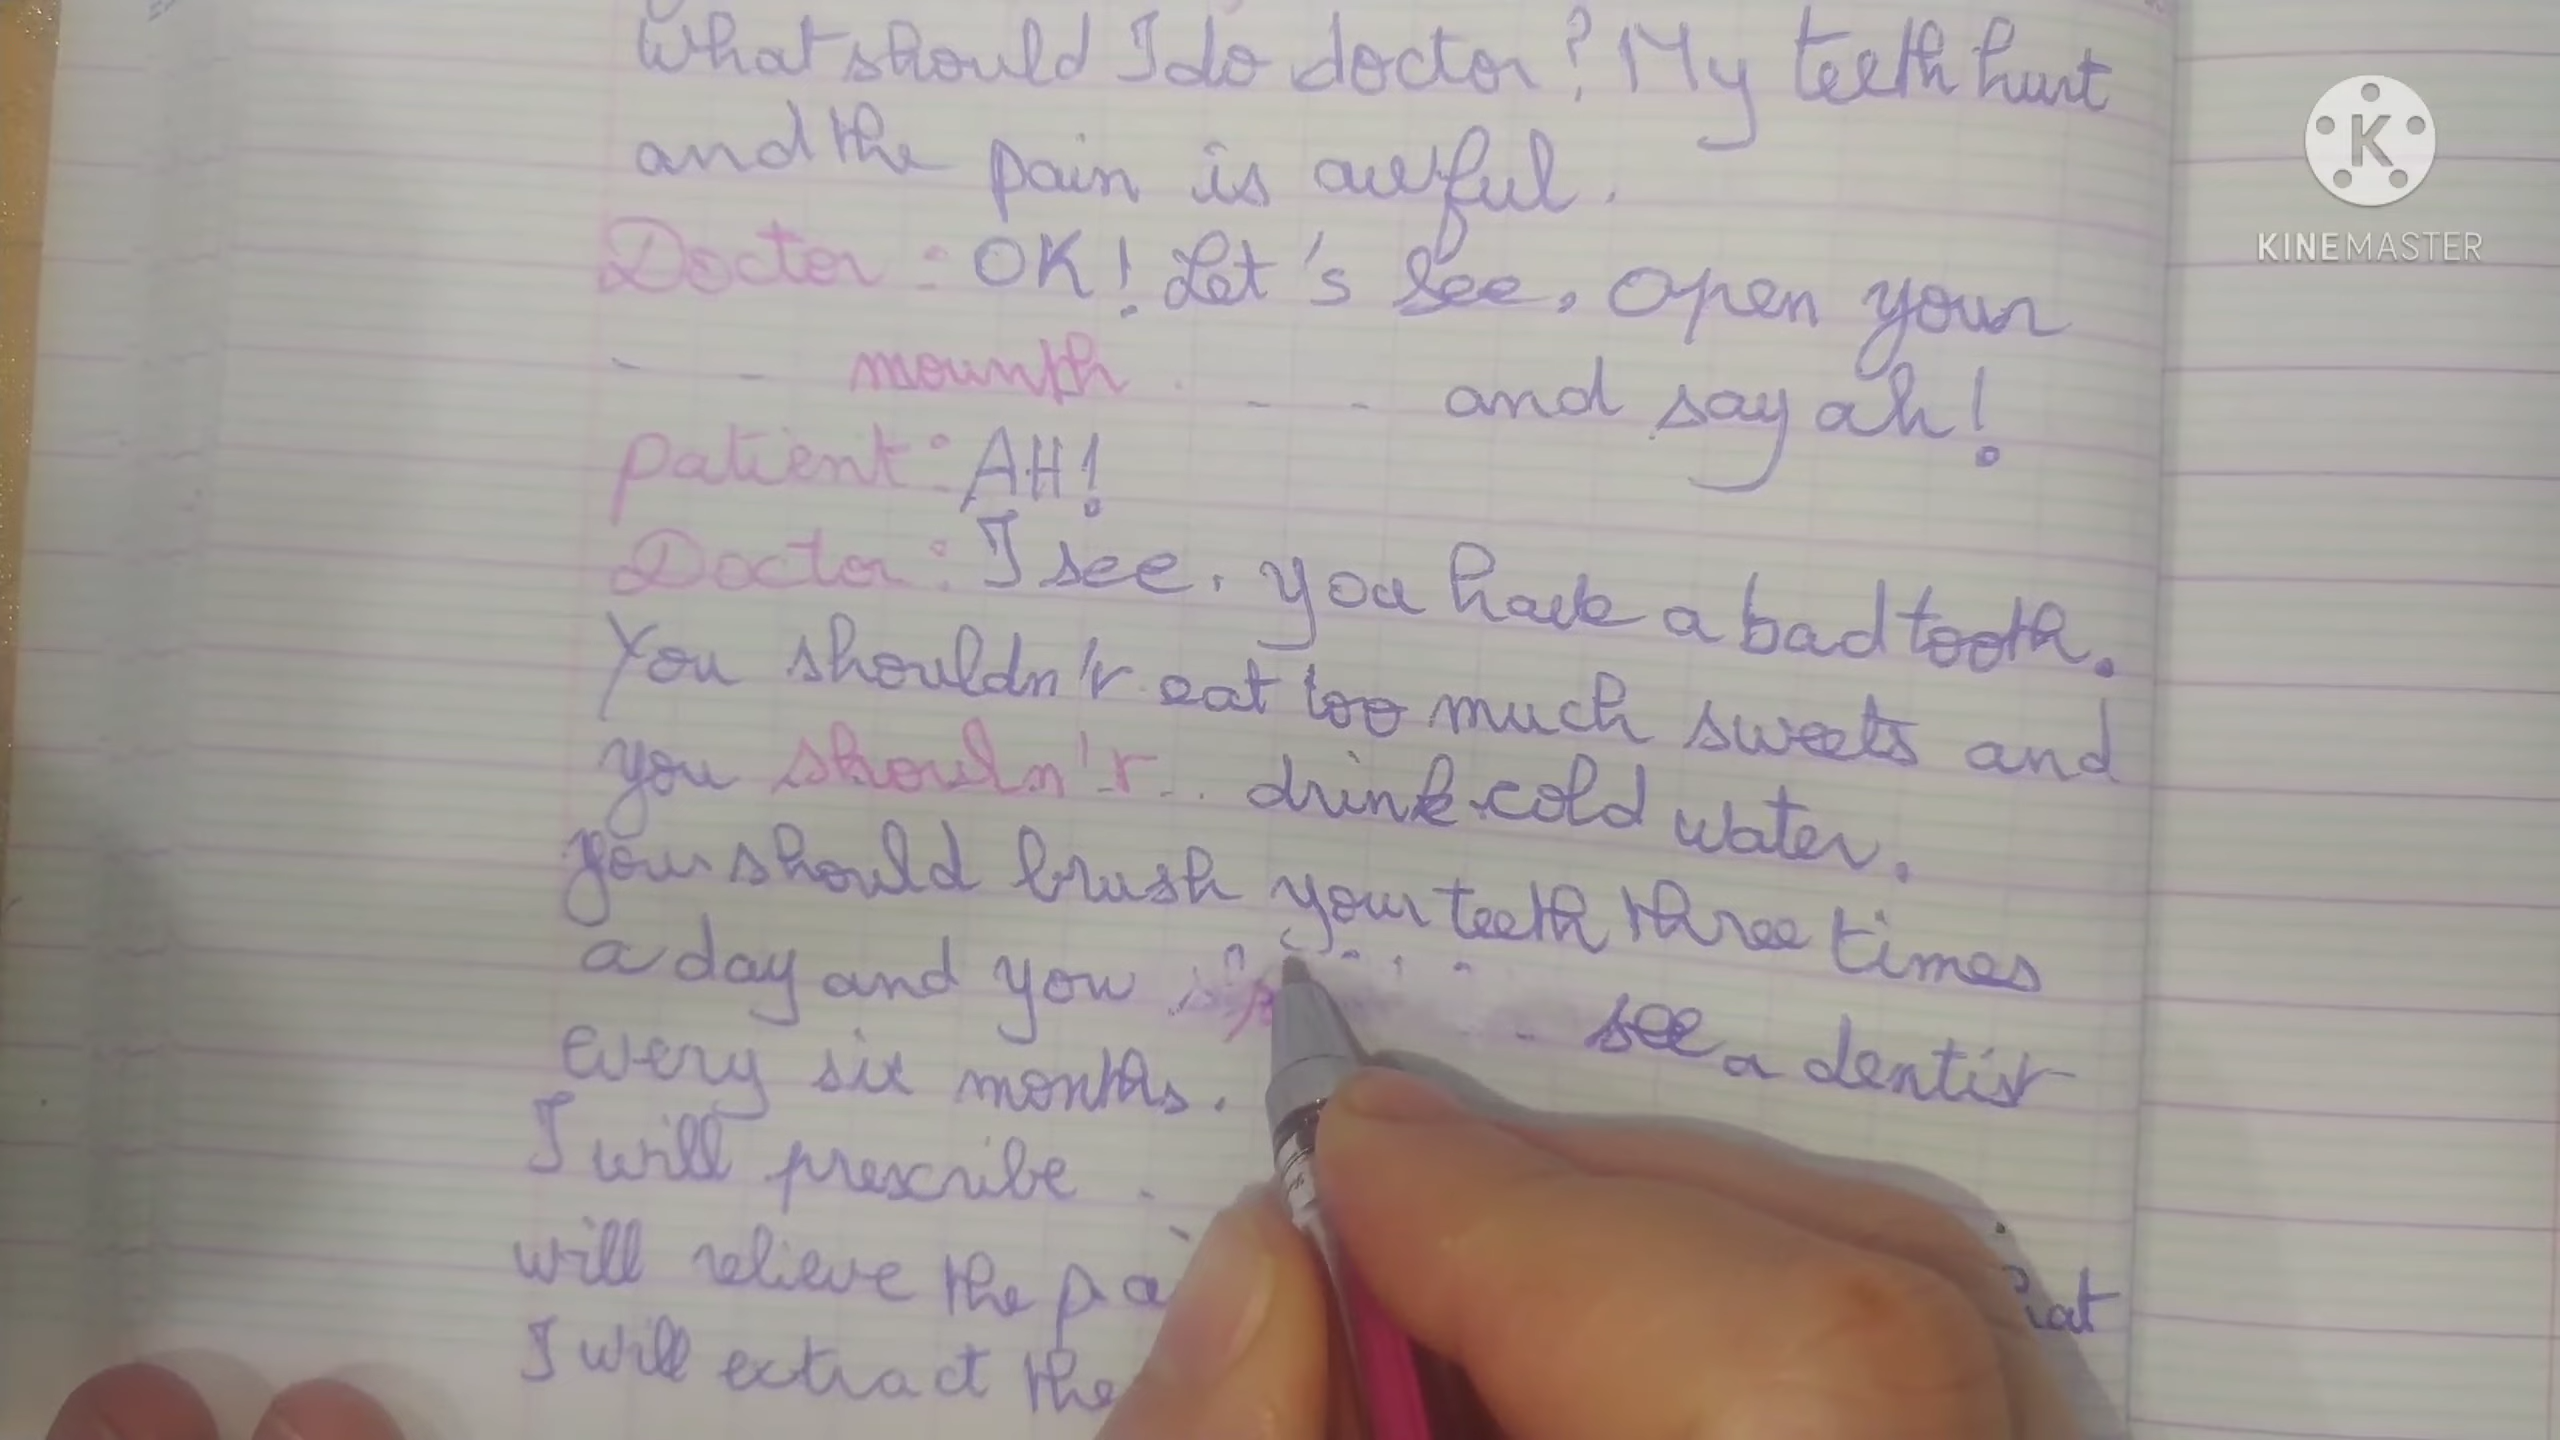 What should I do doctor? My teeth hurt
and the pain is awful.
Doctor: OK! Let's see, Open your
mounth and say ah!
patient: AH!
Doctor: I see, you have a bad tooth.
You shouldn't eat too much sweets and
you shouln't drink cold water.
you should brush your teeth three times
a day and you see a dentist
every six months.
I will prescribe
will relieve the
I will extract the
KINEMASTER